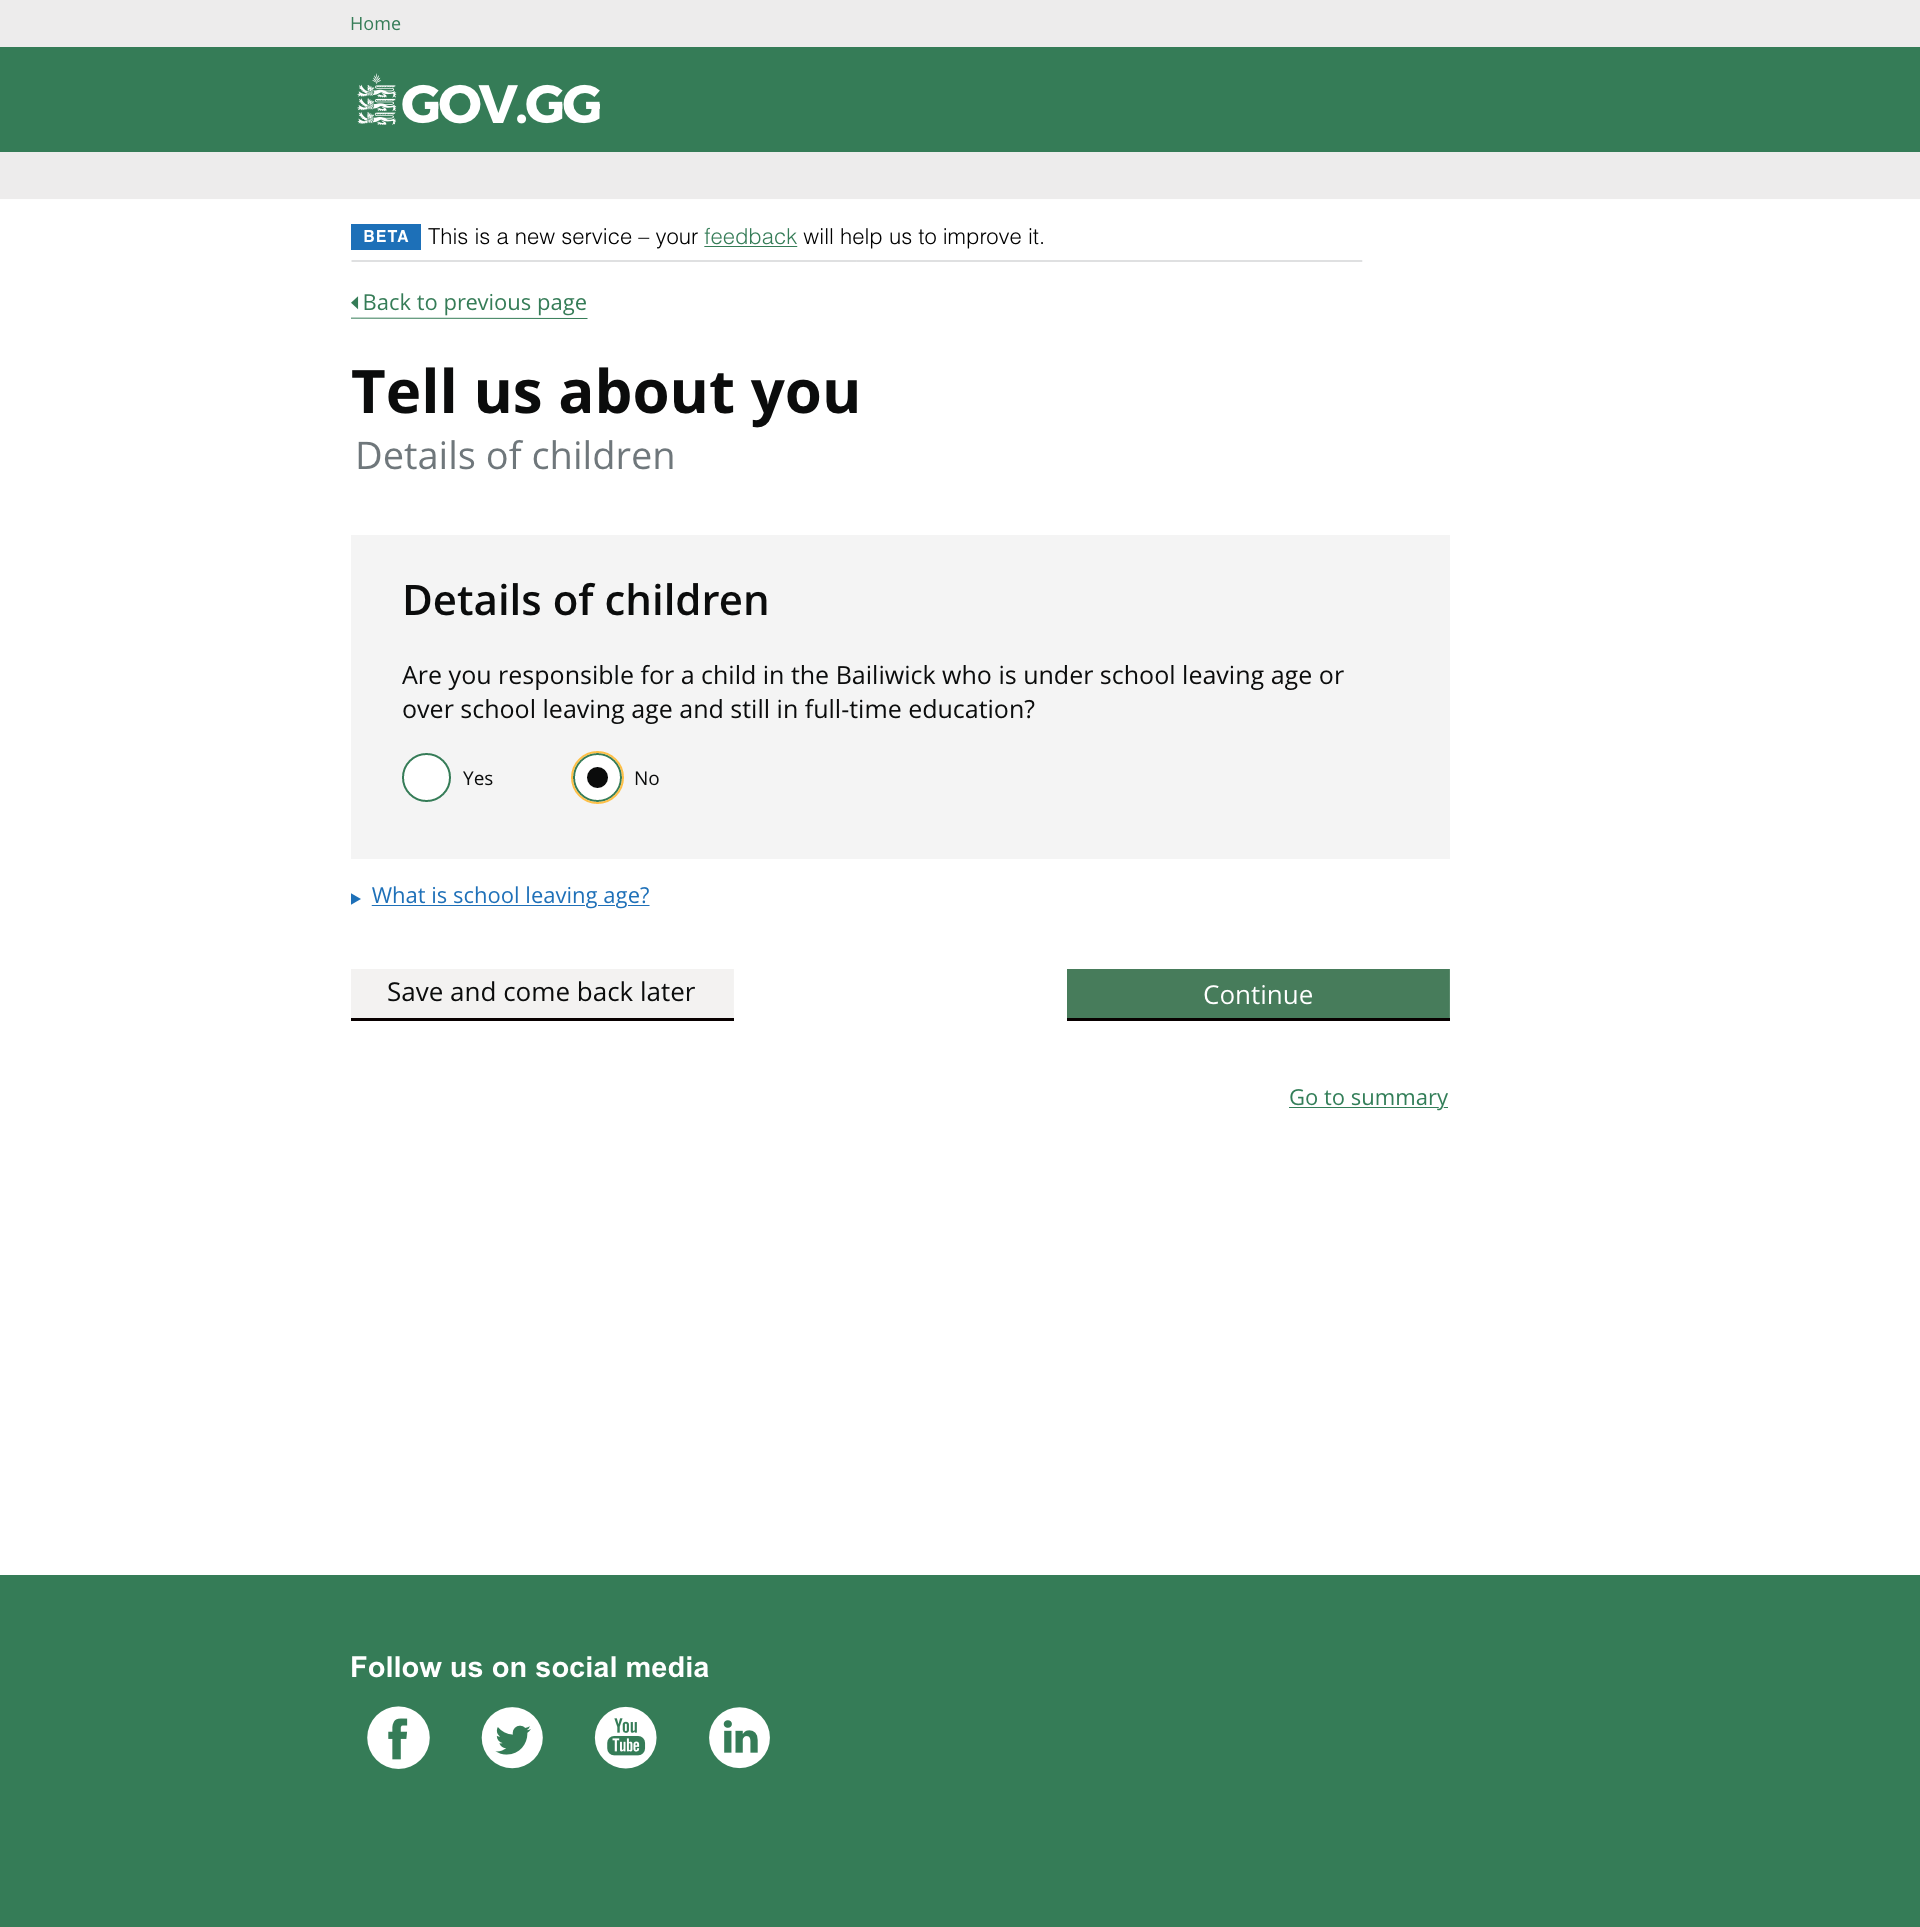 Home
GOV.GG
BETA This is a new service – your feedback will help us to improve it.
Back to previous page
Tell us about you
Details of children
Details of children
Are you responsible for a child in the Bailiwick who is under school leaving age or
over school leaving age and still in full-time education?
Yes No
What is school leaving age?
Save and come back later Continue
Go to summary
Follow us on social media
You
Tube
in